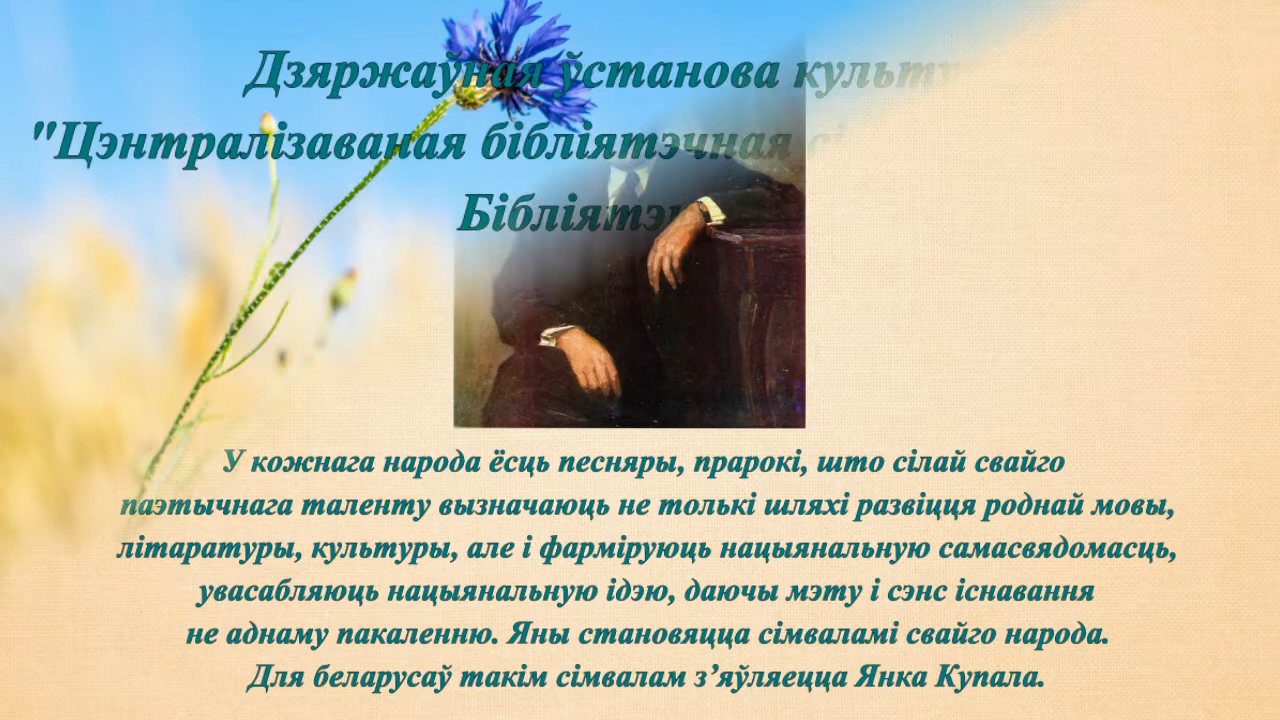 Дзяржаўная ўстанова
"Цэнтралізаваная бібліятэчная
У кожнага народа ёсць песняры, прарокі, што сілай свайго
паэтычнага таленту вызначаюць не толькі шляхі развіцця роднай мовы,
літаратуры, культуры, але і фарміруюць нацыянальную самасвядомасць,
увасабляюць нацыянальную ідэю, даючы мэту і сэнс існавання
не аднаму пакаленню. Яны становяцца сімваламі свайго народа.
Для беларусаў такім сімвалам з’яўляецца Янка Купала.